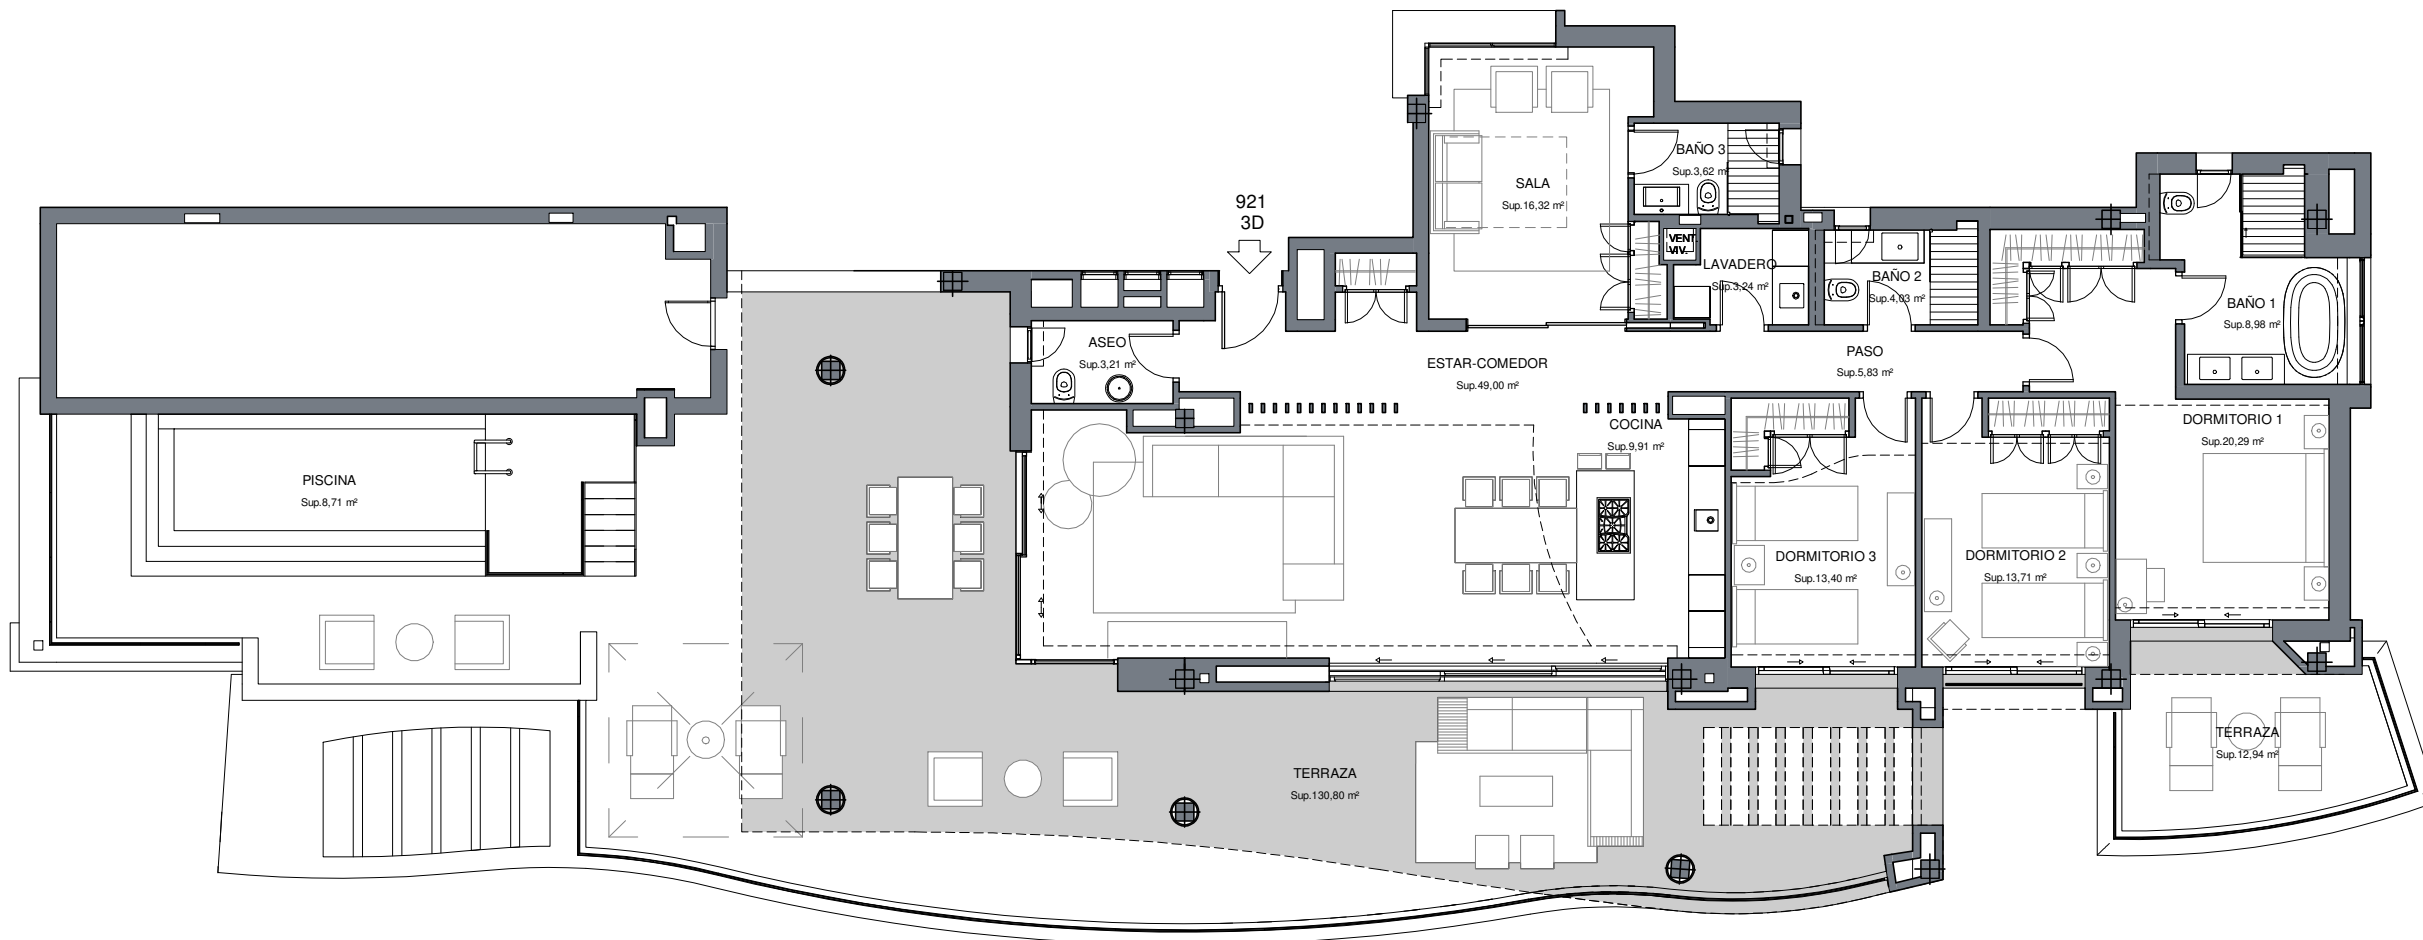 921
3D
SALA
Sup.16,32 m²
BAÑO 3
Sup.3,62 m²
VENT.
VIV.
LAVADERO
Sup.3,24 m²
BAÑO 2
Sup.4,03 m²
BAÑO 1
Sup.8,98 m²
ASEO
Sup.3,21 m²
ESTAR-COMEDOR
Sup.49,00 m²
PASO
Sup.5,83 m²
COCINA
Sup.9,91 m²
DORMITORIO 1
Sup.20,29 m²
PISCINA
Sup.8,71 m²
DORMITORIO 3
Sup.13,40 m²
DORMITORIO 2
Sup.13,71 m²
TERRAZA
Sup.12,94 m²
TERRAZA
Sup.130,80 m²